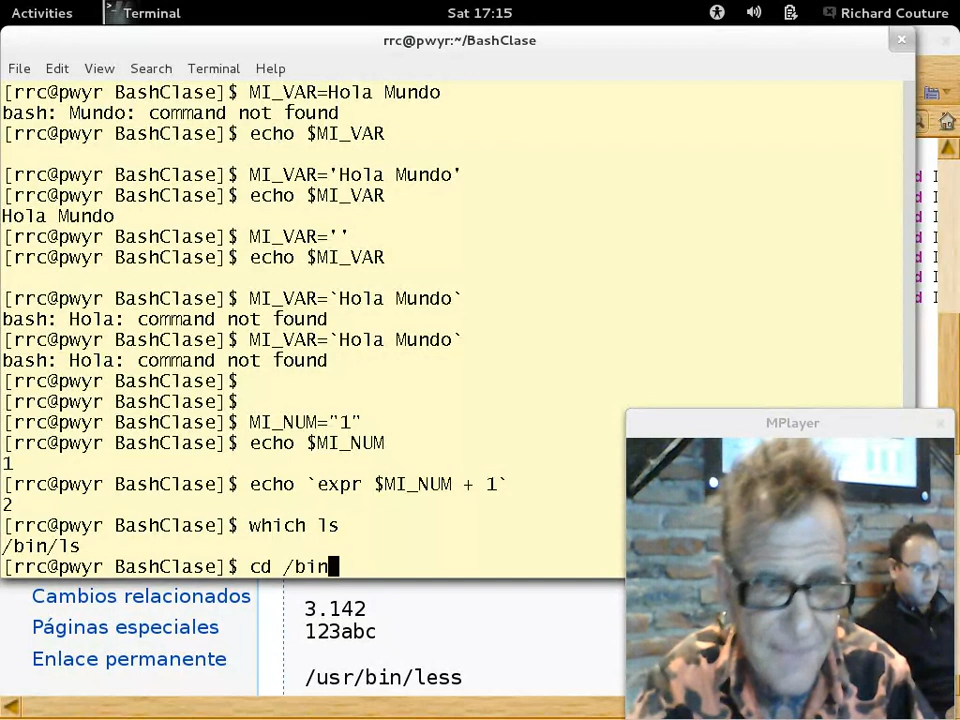 Activities Terminal Sat 17:15 Richard Couture
rrc@pwyr:~/BashClase
File Edit View Search Terminal Help
[rrc@pwyr BashClase]$ MI_VAR=Hola Mundo
bash: Mundo: command not found
[rrc@pwyr BashClase]$ echo $MI_VAR
[rrc@pwyr BashClase]$ MI_VAR='Hola Mundo'
[rrc@pwyr BashClase]$ echo $MI_VAR
Hola Mundo
[rrc@pwyr BashClase]$ MI_VAR=''
[rrc@pwyr BashClase]$ echo $MI_VAR
[rrc@pwyr BashClase]$ MI_VAR=`Hola Mundo`
bash: Hola: command not found
[rrc@pwyr BashClase]$ MI_VAR=`Hola Mundo`
bash: Hola: command not found
[rrc@pwyr BashClase]$
[rrc@pwyr BashClase]$
[rrc@pwyr BashClase]$ MI_NUM="1"
[rrc@pwyr BashClase]$ echo $MI_NUM
1
[rrc@pwyr BashClase]$ echo `expr $MI_NUM + 1`
2
[rrc@pwyr BashClase]$ which ls
/bin/ls
[rrc@pwyr BashClase]$ cd /bin
MPlayer
Cambios relacionados
Páginas especiales
Enlace permanente
3.142
123abc
/usr/bin/less